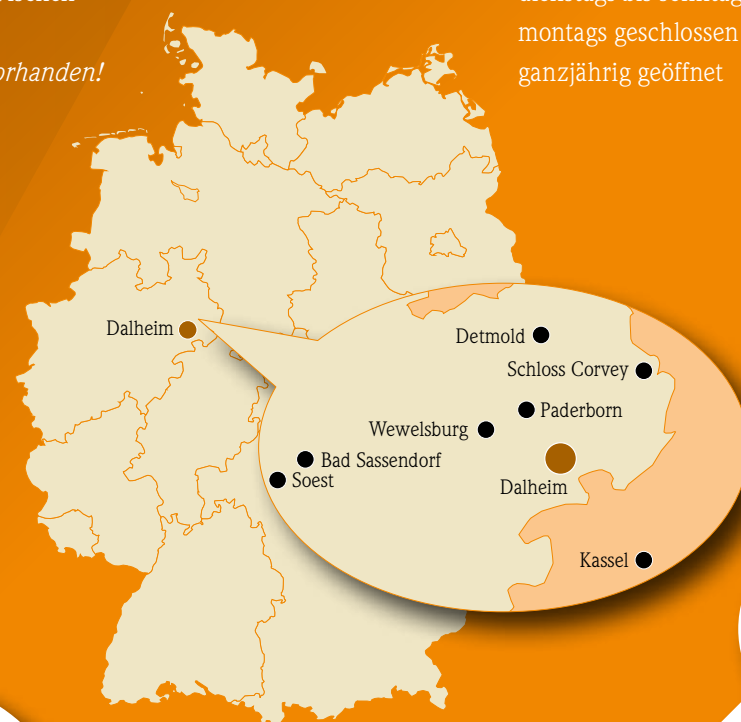 orhanden!
montags geschlossen
ganzjährig geöffnet
Dalheim
Detmold
Schloss Corvey
Paderborn
Wewelsburg
Bad Sassendorf
Soest
Dalheim
Kassel